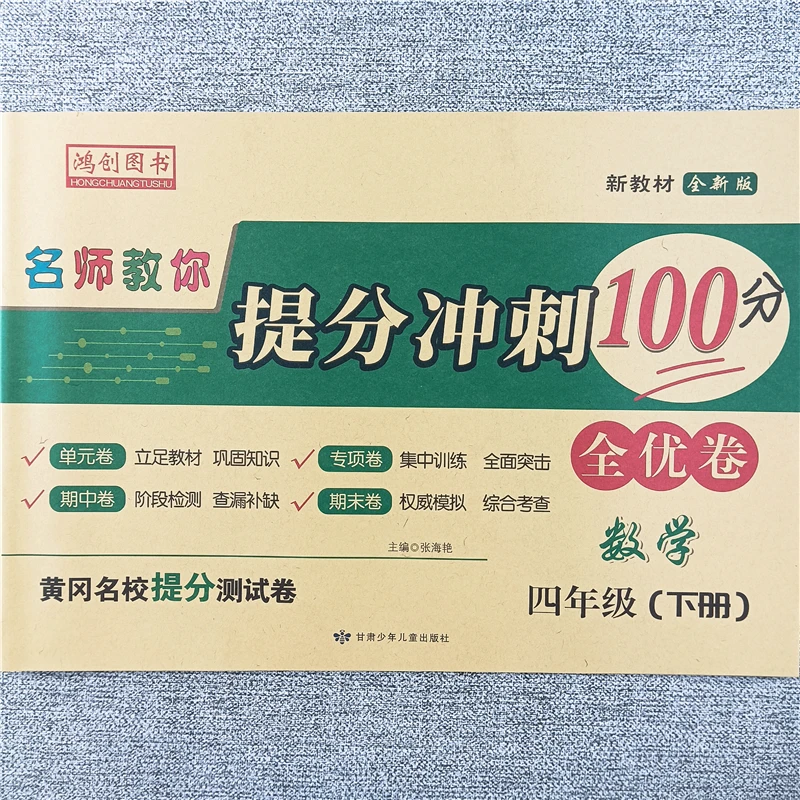 鸿创图书
HONGCHUANGTUSHU
新教材 全新版
名师教你
提分冲刺100分
全优卷
单元卷 立足教材 巩固知识
专项卷 集中训练 全面突击
期中卷 阶段检测 查漏补缺
期末卷 权威模拟 综合考查
主编◎张海艳
数学
四年级(下册)
黄冈名校提分测试卷
甘肃少年儿童出版社